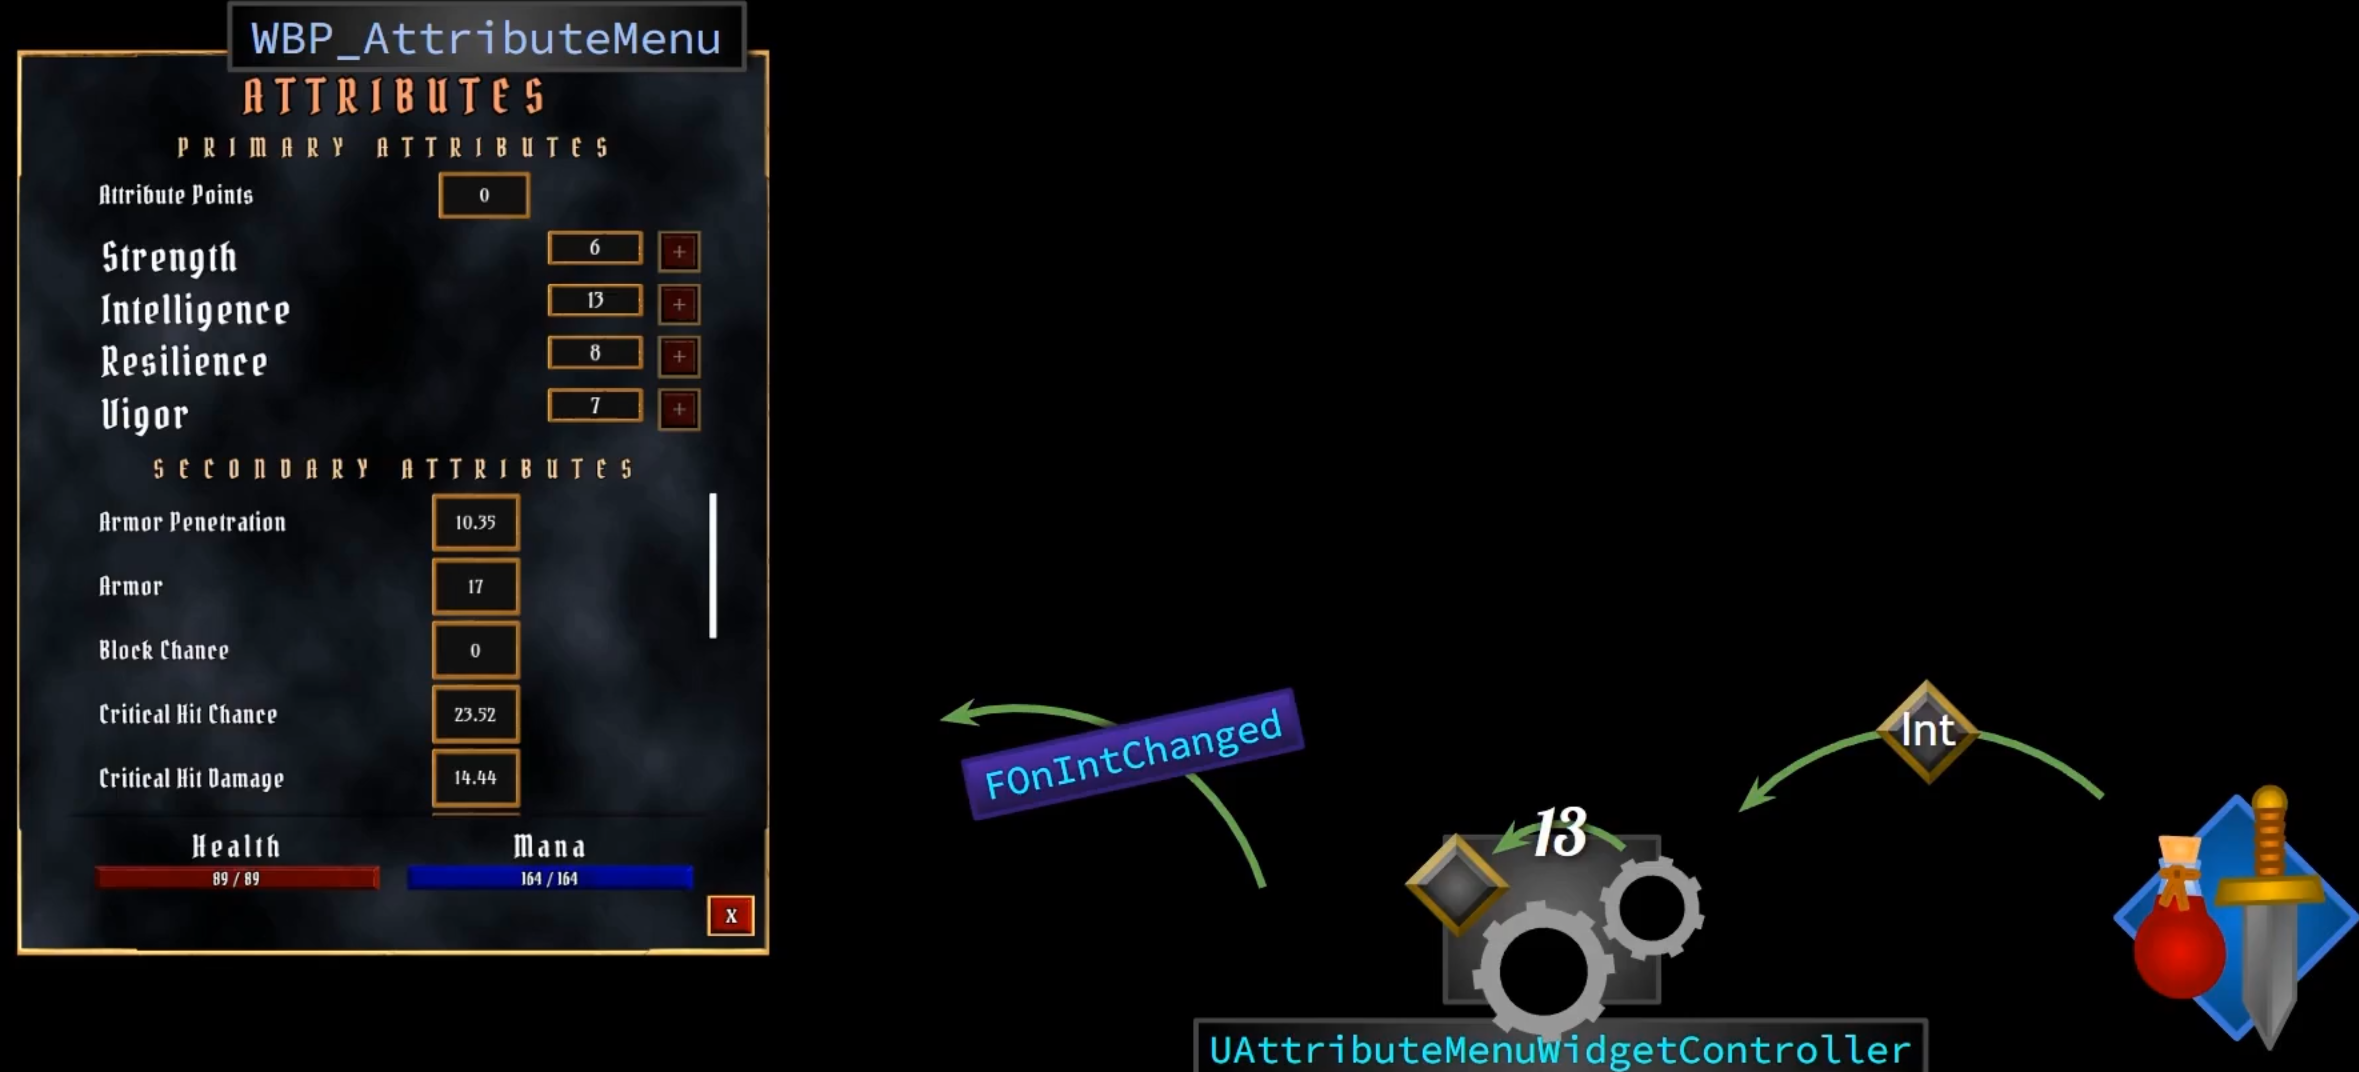 WBP_AttributeMenu
ATTRIBUTES
PRIMARY ATTRIBUTES
Attribute Points 0
Strength 6 +
Intelligence 13 +
Resilience 8 +
Vigor 7 +
SECONDARY ATTRIBUTES
Armor Penetration 10.35
Armor 17
Block Chance 0
Critical Hit Chance 23.52
Critical Hit Damage 14.44
Health Mana
89 / 89 164 / 164
X
FOnIntChanged
Int
13
UAttributeMenuWidgetController